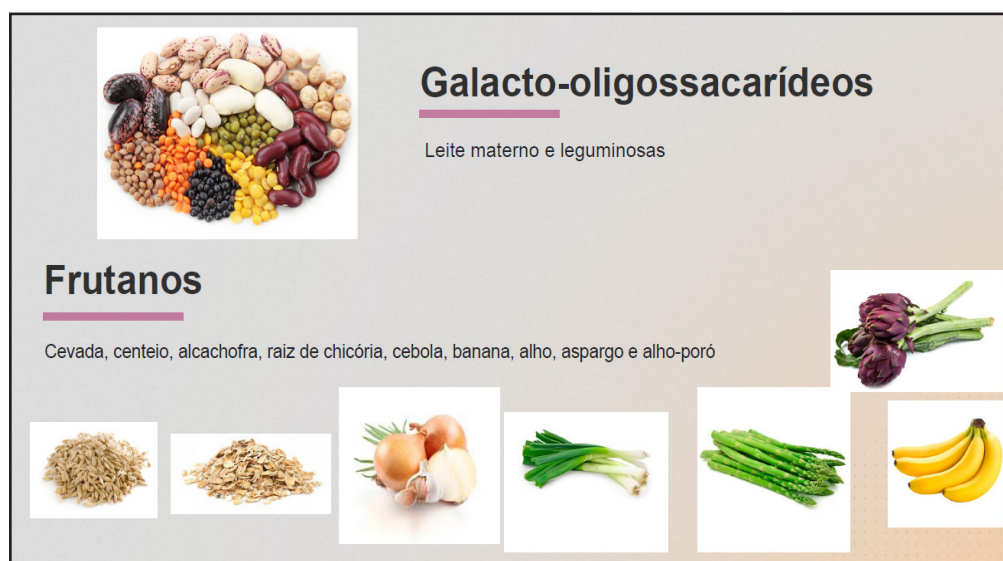 Galacto-oligossacarídeos
Leite materno e leguminosas
Frutanos
Cevada, centeio, alcachofra, raiz de chicória, cebola, banana, alho, aspargo e alho-poró